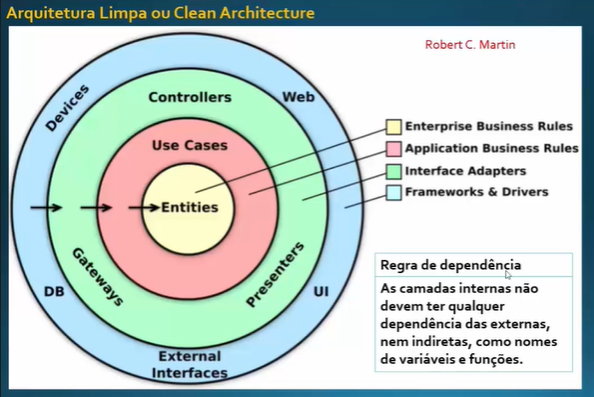 Arquitetura Limpa ou Clean Architecture
Robert C. Martin
Devices
Controllers
Web
Use Cases
Entities
Gateways
Presenters
DB
UI
External
Interfaces
Enterprise Business Rules
Application Business Rules
Interface Adapters
Frameworks & Drivers
Regra de dependência
As camadas internas não
devem ter qualquer
dependência das externas,
nem indiretas, como nomes
de variáveis e funções.